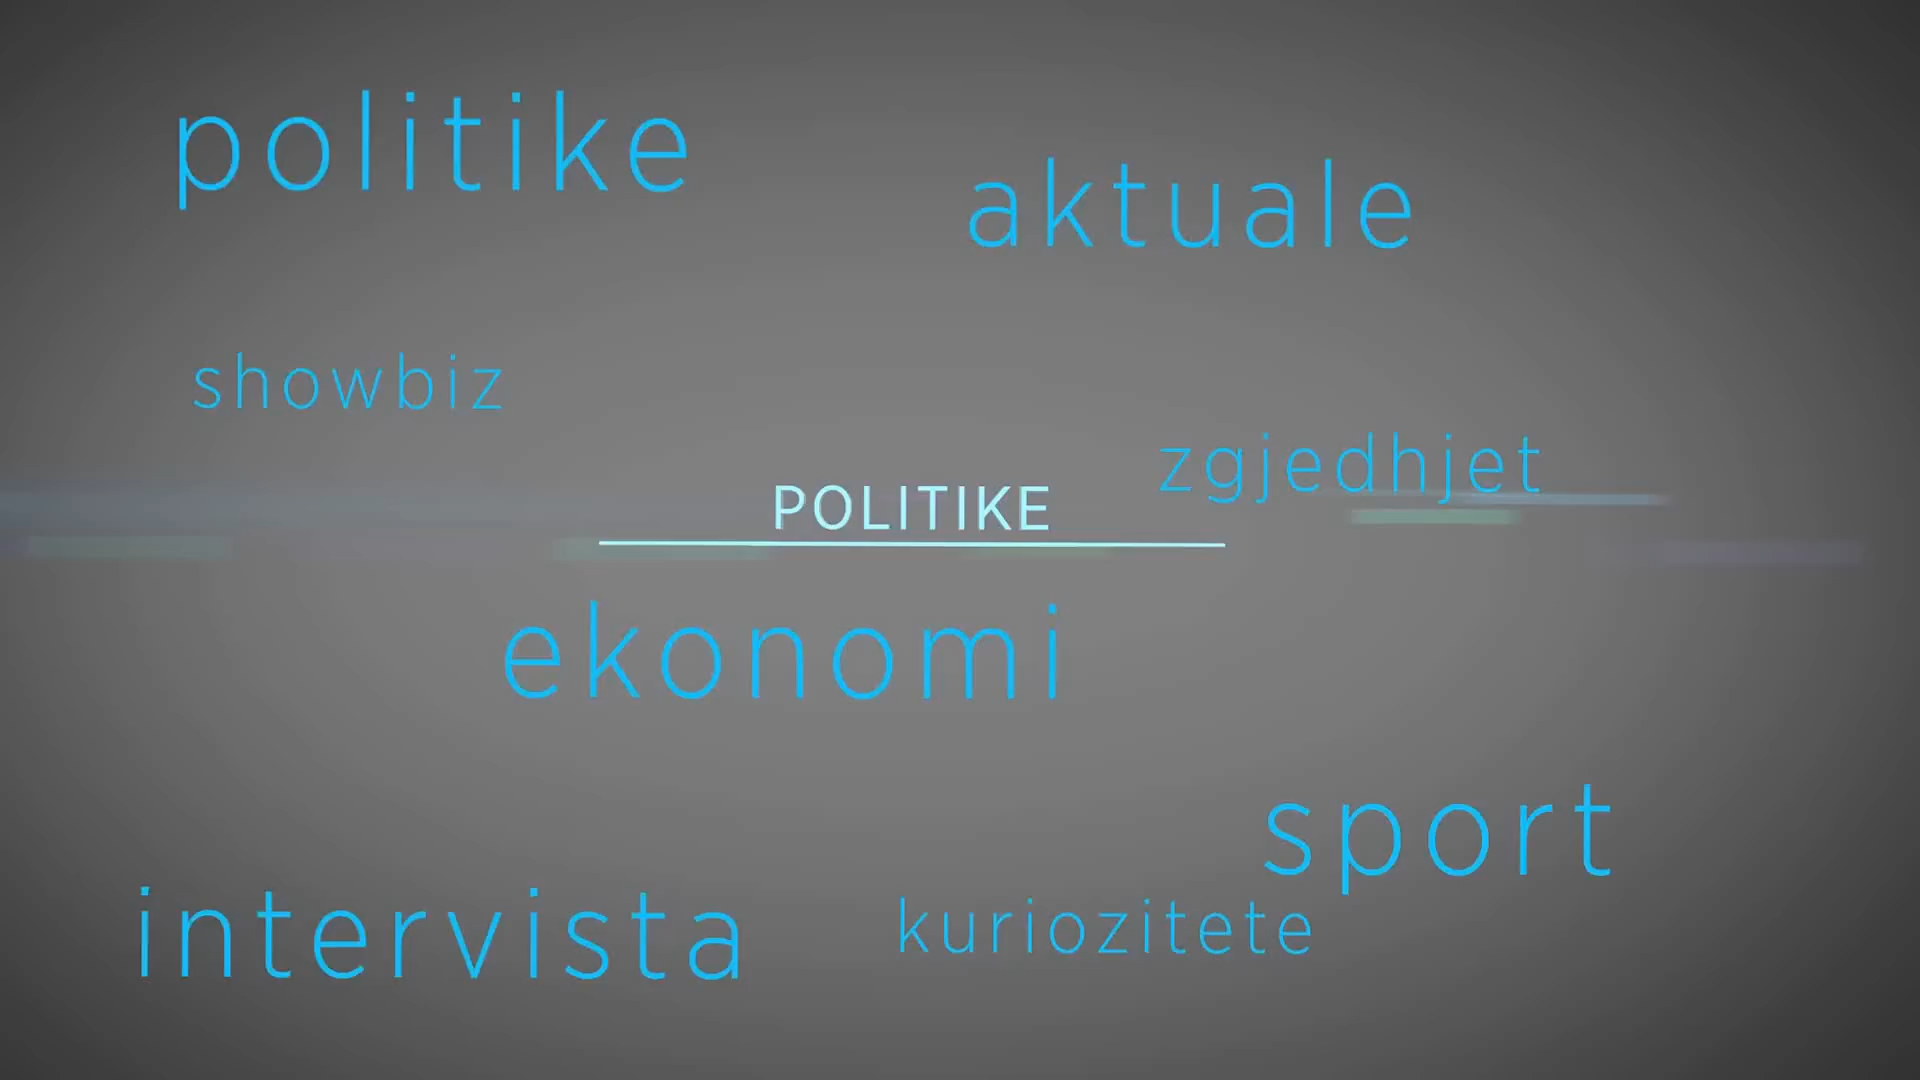 politike
aktuale
showbiz
zgjedhjet
POLITIKE
ekonomi
sport
intervista
kuriozitete